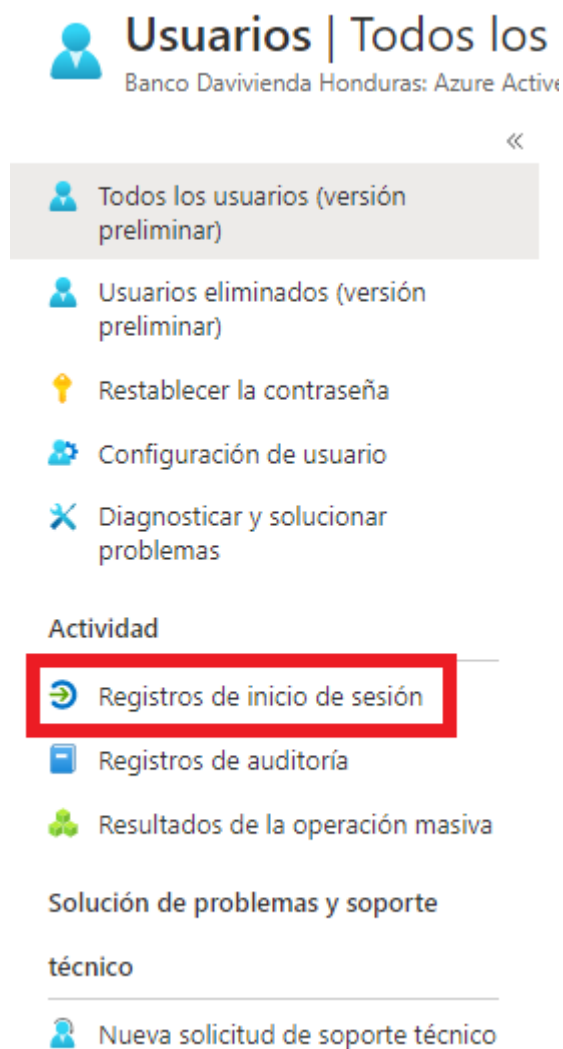 Usuarios | Todos los
Banco Davivienda Honduras: Azure Active
«
Todos los usuarios (versión
preliminar)
Usuarios eliminados (versión
preliminar)
Restablecer la contraseña
Configuración de usuario
Diagnosticar y solucionar
problemas
Actividad
Registros de inicio de sesión
Registros de auditoría
Resultados de la operación masiva
Solución de problemas y soporte
técnico
Nueva solicitud de soporte técnico